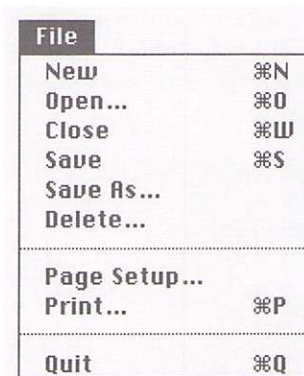 File
New ⌘N
Open... ⌘O
Close ⌘W
Save ⌘S
Save As...
Delete...
Page Setup...
Print... ⌘P
Quit ⌘Q